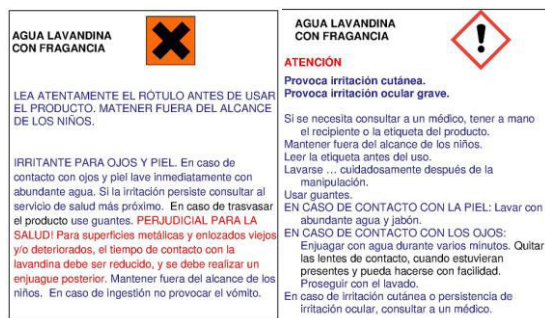 AGUA LAVANDINA
CON FRAGANCIA
LEA ATENTAMENTE EL RÓTULO ANTES DE USAR
EL PRODUCTO. MATENER FUERA DEL ALCANCE
DE LOS NIÑOS.
IRRITANTE PARA OJOS Y PIEL. En caso de
contacto con ojos y piel lave inmediatamente con
abundante agua. Si la irritación persiste consultar al
servicio de salud más próximo. En caso de trasvasar
el producto use guantes. PERJUDICIAL PARA LA
SALUD! Para superficies metálicas y enlozados viejos
y/o deteriorados, el tiempo de contacto con la
lavandina debe ser reducido, y se debe realizar un
enjuague posterior. Mantener fuera del alcance de los
niños. En caso de ingestión no provocar el vómito.
AGUA LAVANDINA
CON FRAGANCIA
ATENCIÓN
Provoca irritación cutánea.
Provoca irritación ocular grave.
Si se necesita consultar a un médico, tener a mano
el recipiente o la etiqueta del producto.
Mantener fuera del alcance de los niños.
Leer la etiqueta antes del uso.
Lavarse … cuidadosamente después de la
manipulación.
Usar guantes.
EN CASO DE CONTACTO CON LA PIEL: Lavar con
abundante agua y jabón.
EN CASO DE CONTACTO CON LOS OJOS:
Enjuagar con agua durante varios minutos. Quitar
las lentes de contacto, cuando estuvieran
presentes y pueda hacerse con facilidad.
Proseguir con el lavado.
En caso de irritación cutánea o persistencia de
irritación ocular, consultar a un médico.